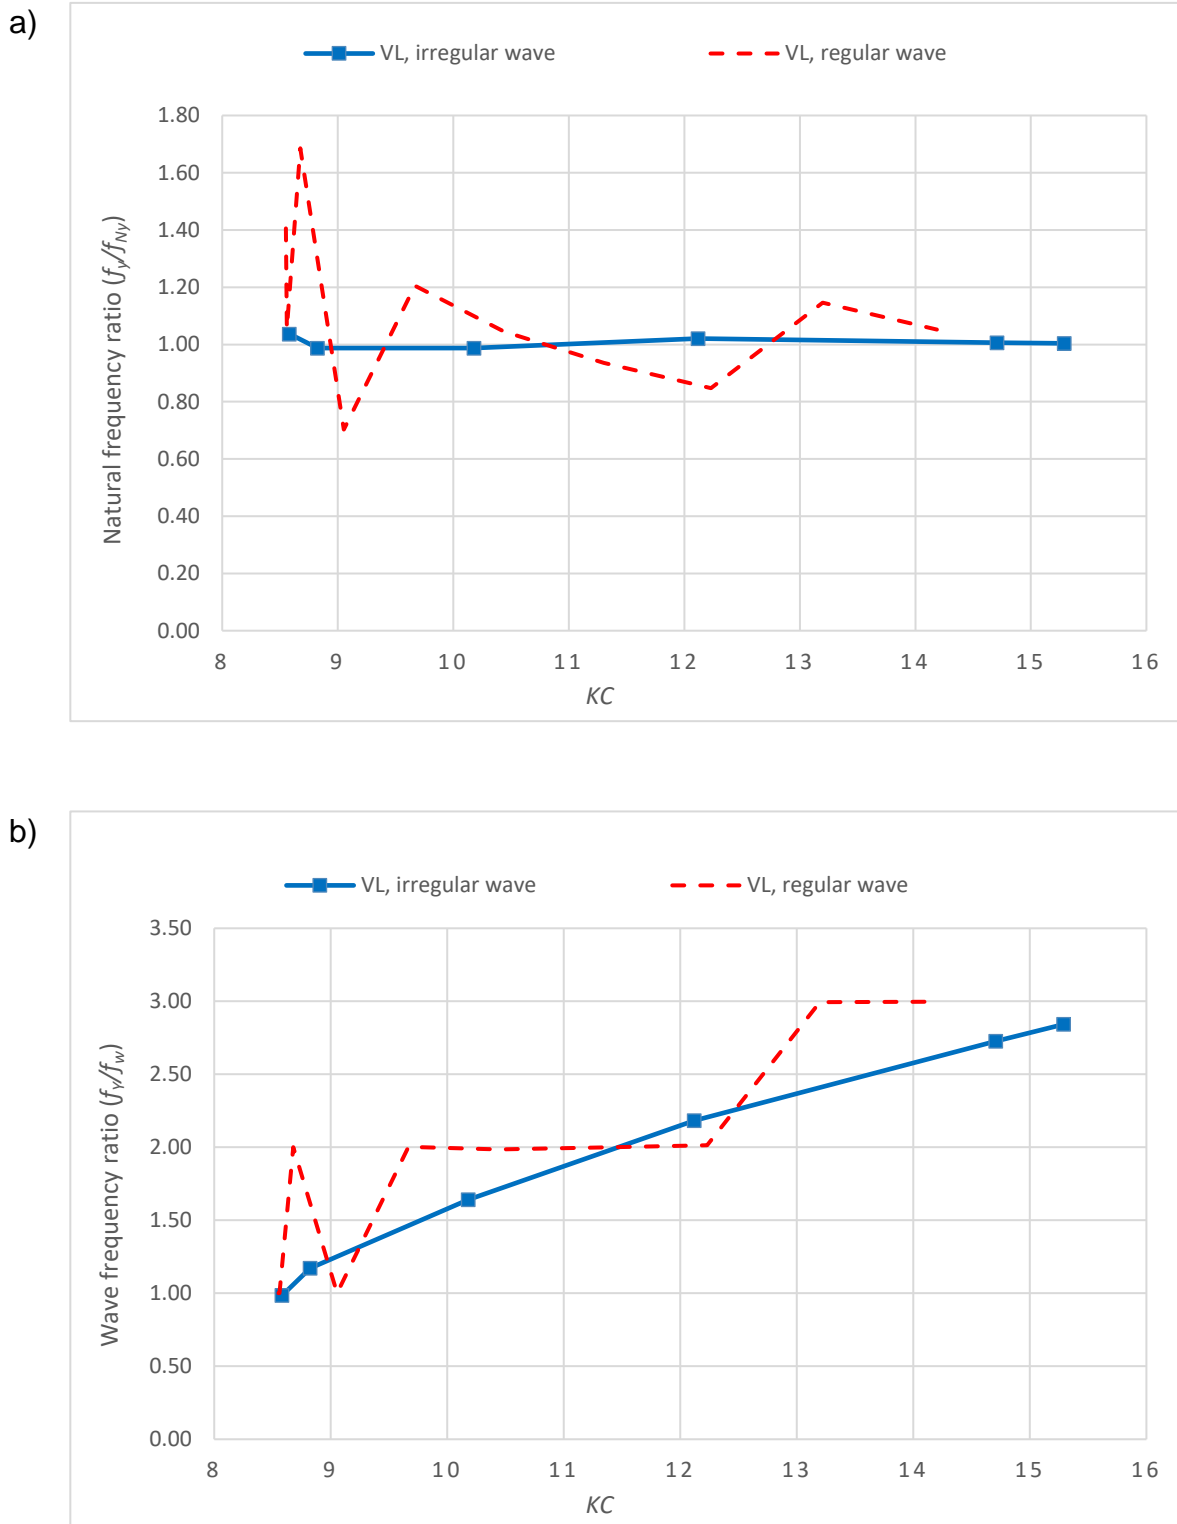 a)
VL, irregular wave VL, regular wave
1.80
1.60
1.40
1.20
1.00
0.80
0.60
0.40
0.20
0.00
Natural frequency ratio (fy/fNy)
8 9 10 11 12 13 14 15 16
KC
b)
VL, irregular wave VL, regular wave
3.50
3.00
2.50
2.00
1.50
1.00
0.50
0.00
Wave frequency ratio (fY/fw)
8 9 10 11 12 13 14 15 16
KC